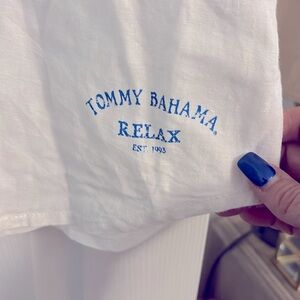 TOMMY BAHAMA
RELAX
EST. 1993